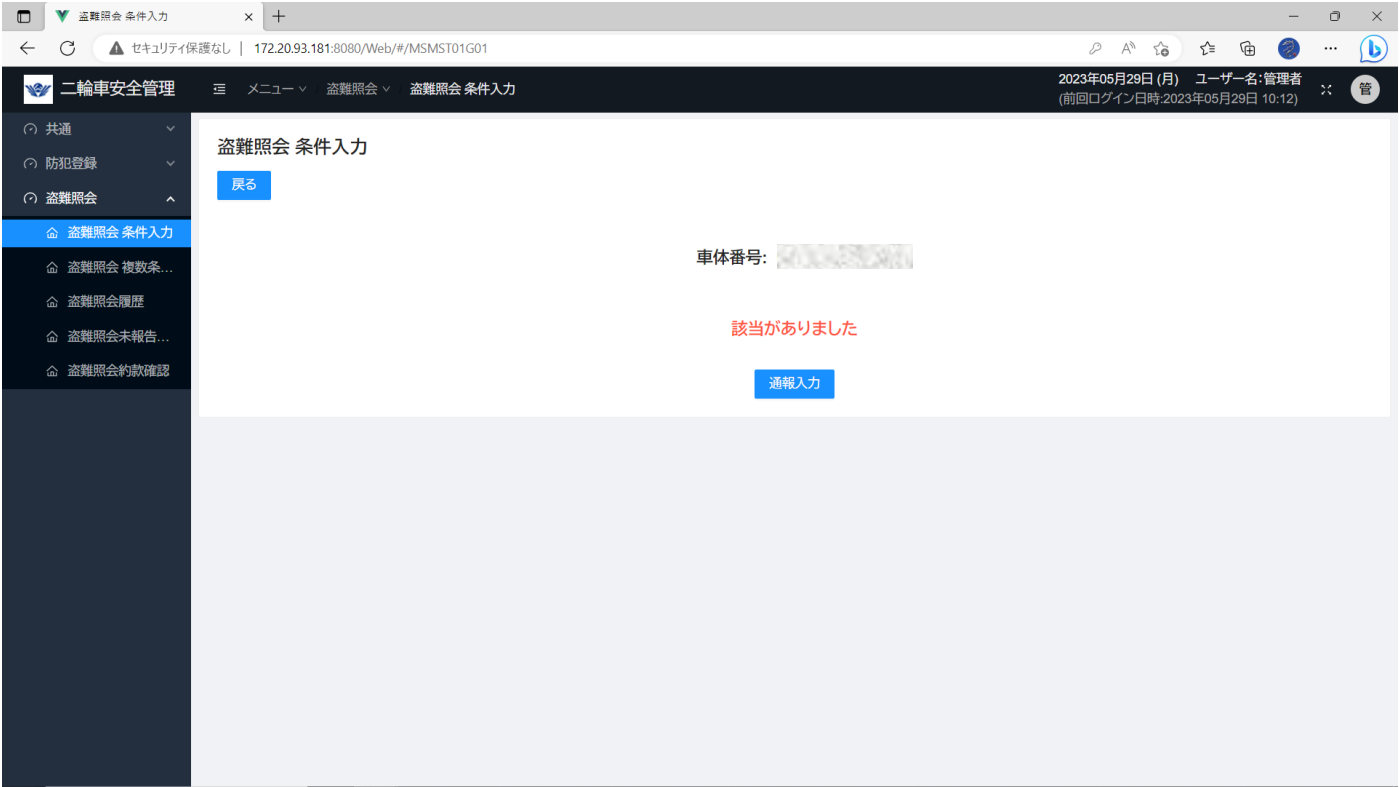 盗難照会 条件入力
セキュリティ保護なし | 172.20.93.181:8080/Web/#/MSMST01G01
二輪車安全管理
メニュー 盗難照会 盗難照会 条件入力
2023年05月29日 (月) ユーザー名:管理者
(前回ログイン日時:2023年05月29日 10:12)
管
共通
防犯登録
盗難照会
盗難照会 条件入力
盗難照会 複数条...
盗難照会履歴
盗難照会未報告...
盗難照会約款確認
盗難照会 条件入力
戻る
車体番号:
該当がありました
通報入力